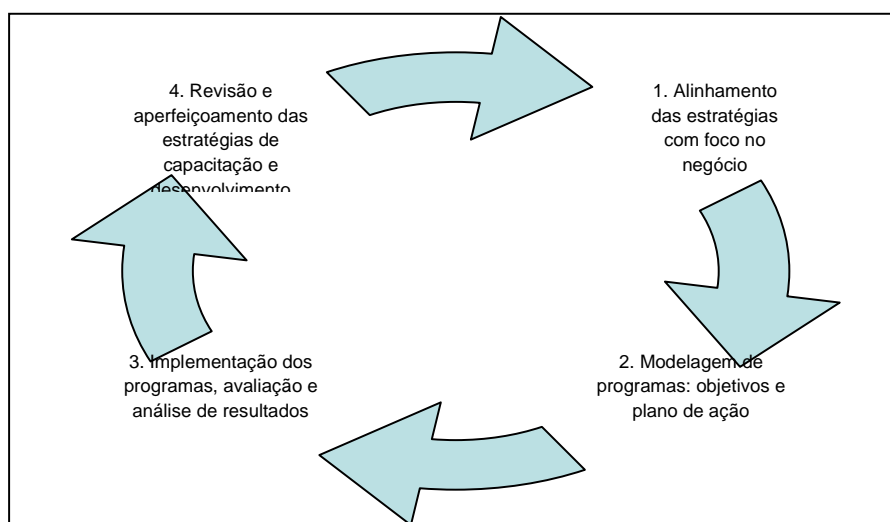 1. Alinhamento
das estratégias
com foco no
negócio
2. Modelagem de
programas: objetivos e
plano de ação
3. Implementação dos
programas, avaliação e
análise de resultados
4. Revisão e
aperfeiçoamento das
estratégias de
capacitação e
desenvolvimento